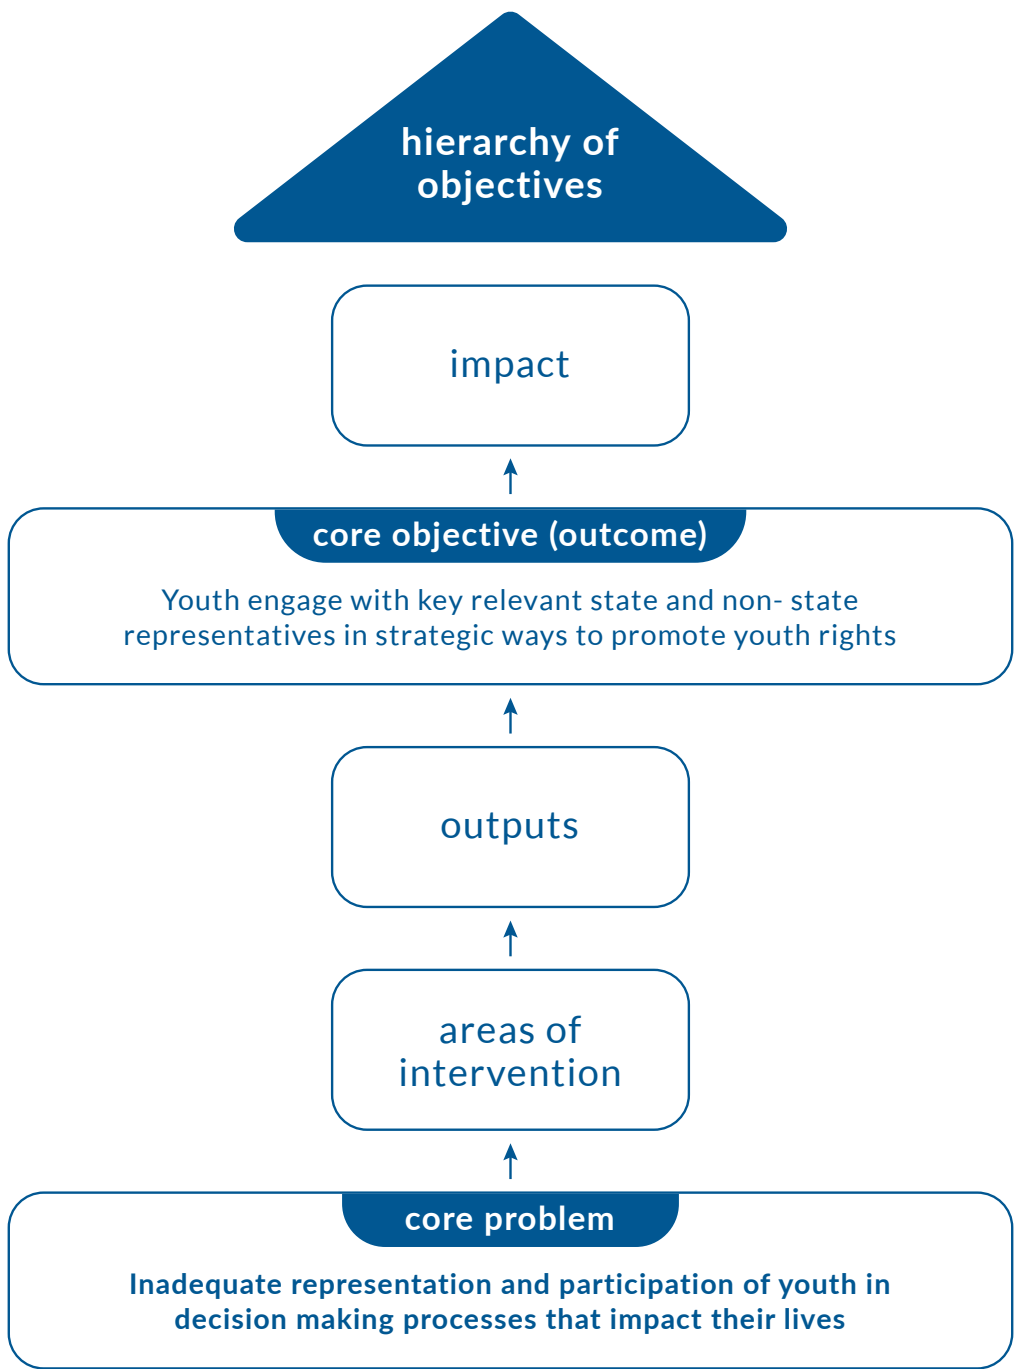 hierarchy of
objectives
impact
core objective (outcome)
Youth engage with key relevant state and non- state
representatives in strategic ways to promote youth rights
outputs
areas of
intervention
core problem
Inadequate representation and participation of youth in
decision making processes that impact their lives